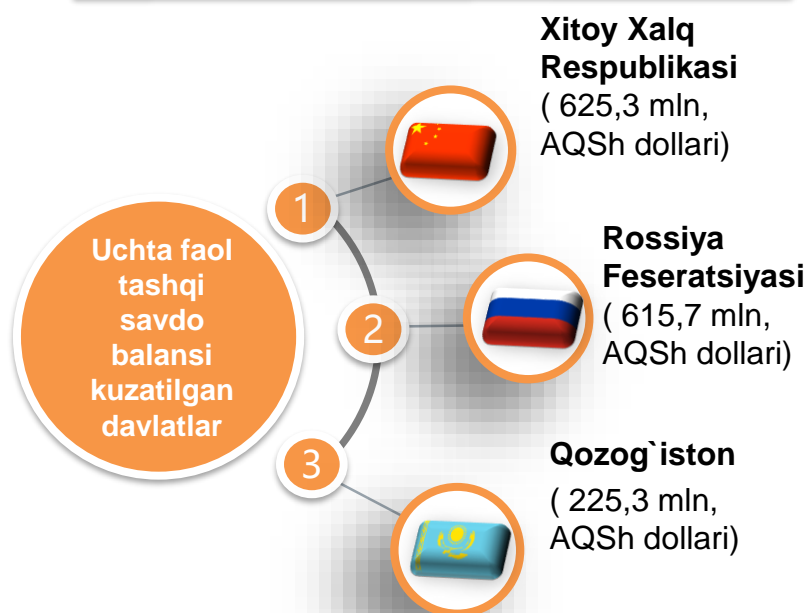 Uchta faol
tashqi
savdo
balansi
kuzatilgan
davlatlar
1
Xitoy Xalq
Respublikasi
( 625,3 mln,
AQSh dollari)
2
Rossiya
Feseratsiyasi
( 615,7 mln,
AQSh dollari)
3
Qozog`iston
( 225,3 mln,
AQSh dollari)